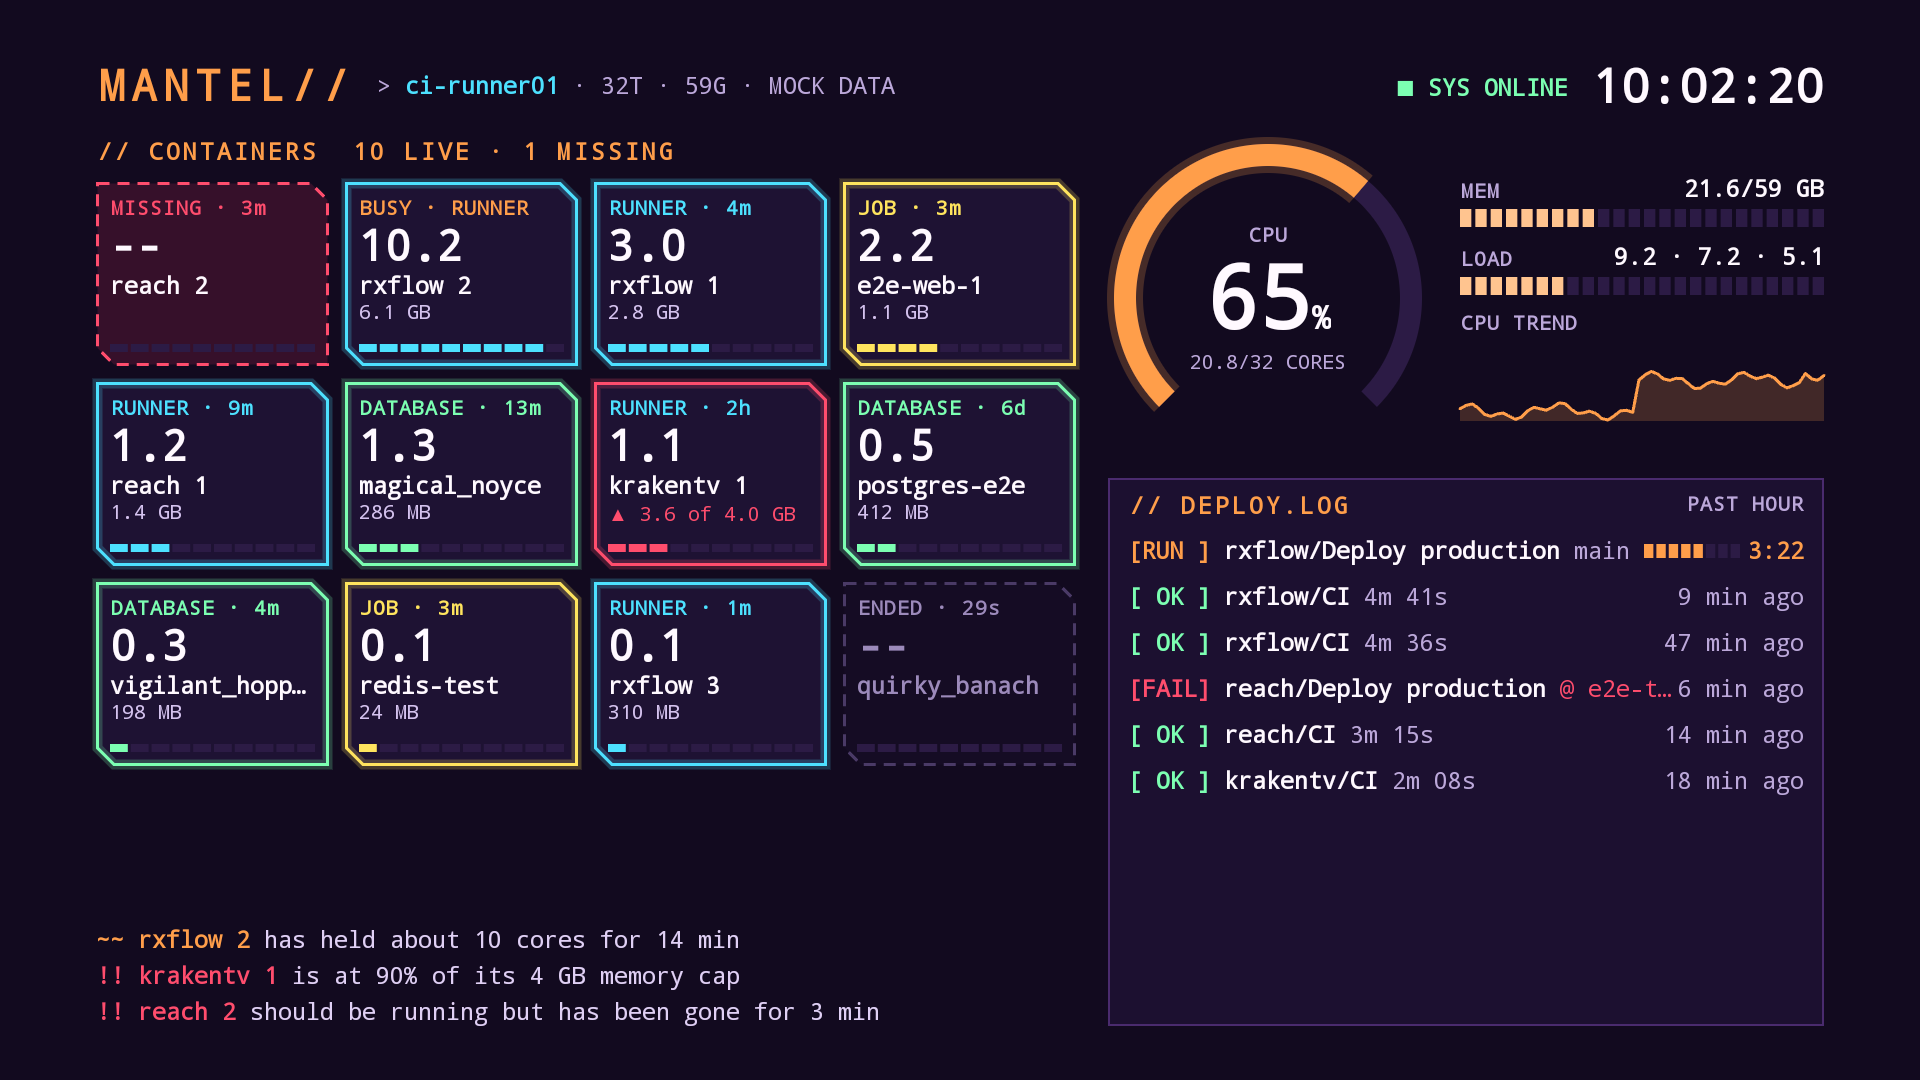 MANTEL// > ci-runner01 · 32T · 59G · MOCK DATA
■ SYS ONLINE 10:02:20
// CONTAINERS 10 LIVE · 1 MISSING
MISSING · 3m
--
reach 2
BUSY · RUNNER
10.2
rxflow 2
6.1 GB
RUNNER · 4m
3.0
rxflow 1
2.8 GB
JOB · 3m
2.2
e2e-web-1
1.1 GB
RUNNER · 9m
1.2
reach 1
1.4 GB
DATABASE · 13m
1.3
magical_noyce
286 MB
RUNNER · 2h
1.1
krakentv 1
▲ 3.6 of 4.0 GB
DATABASE · 6d
0.5
postgres-e2e
412 MB
DATABASE · 4m
0.3
vigilant_hopp…
198 MB
JOB · 3m
0.1
redis-test
24 MB
RUNNER · 1m
0.1
rxflow 3
310 MB
ENDED · 29s
--
quirky_banach
~~ rxflow 2 has held about 10 cores for 14 min
!! krakentv 1 is at 90% of its 4 GB memory cap
!! reach 2 should be running but has been gone for 3 min
CPU
65%
20.8/32 CORES
MEM 21.6/59 GB
LOAD 9.2 · 7.2 · 5.1
CPU TREND
// DEPLOY.LOG PAST HOUR
[RUN ] rxflow/Deploy production main 3:22
[ OK ] rxflow/CI 4m 41s 9 min ago
[ OK ] rxflow/CI 4m 36s 47 min ago
[FAIL] reach/Deploy production @ e2e-t… 6 min ago
[ OK ] reach/CI 3m 15s 14 min ago
[ OK ] krakentv/CI 2m 08s 18 min ago